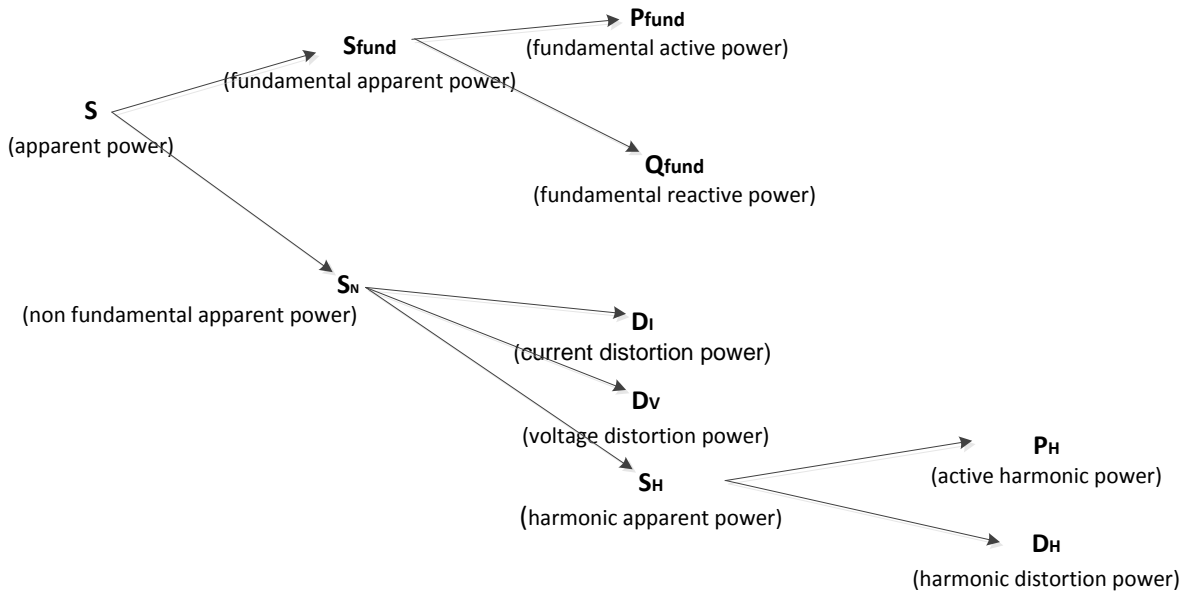 Pfund
(fundamental active power)
Sfund
(fundamental apparent power)
S
(apparent power)
Qfund
(fundamental reactive power)
SN
(non fundamental apparent power)
DI
(current distortion power)
DV
(voltage distortion power)
SH
(harmonic apparent power)
PH
(active harmonic power)
DH
(harmonic distortion power)